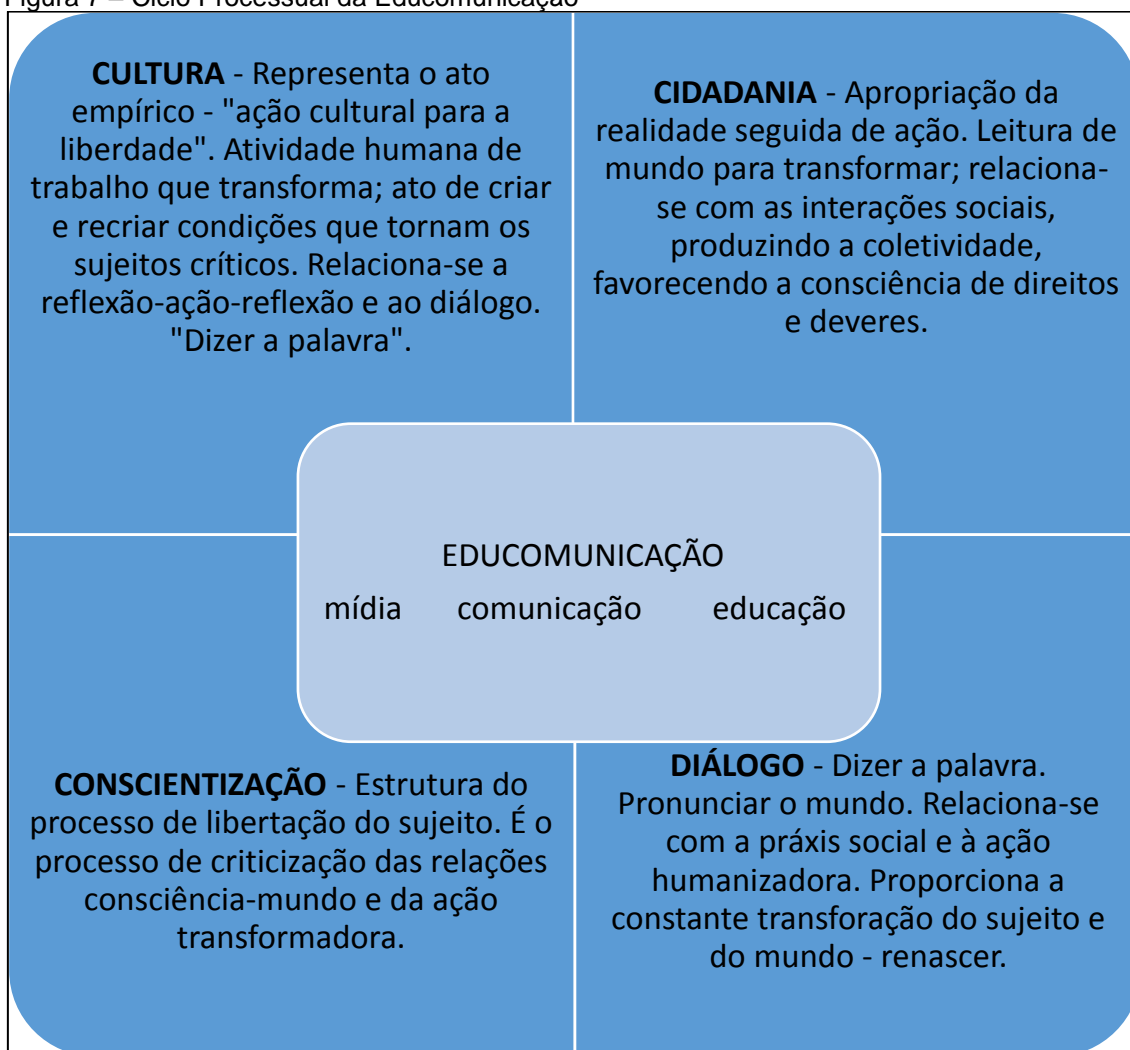 Figura 7 – Ciclo Processual da Educomunicação
CULTURA - Representa o ato
empírico - "ação cultural para a
liberdade". Atividade humana de
trabalho que transforma; ato de criar
e recriar condições que tornam os
sujeitos críticos. Relaciona-se a
reflexão-ação-reflexão e ao diálogo.
"Dizer a palavra".
CIDADANIA - Apropriação da
realidade seguida de ação. Leitura de
mundo para transformar; relaciona-
se com as interações sociais,
produzindo a coletividade,
favorecendo a consciência de direitos
e deveres.
EDUCOMUNICAÇÃO
mídia comunicação educação
CONSCIENTIZAÇÃO - Estrutura do
processo de libertação do sujeito. É o
processo de criticização das relações
consciência-mundo e da ação
transformadora.
DIÁLOGO - Dizer a palavra.
Pronunciar o mundo. Relaciona-se
com a práxis social e à ação
humanizadora. Proporciona a
constante transforação do sujeito e
do mundo - renascer.